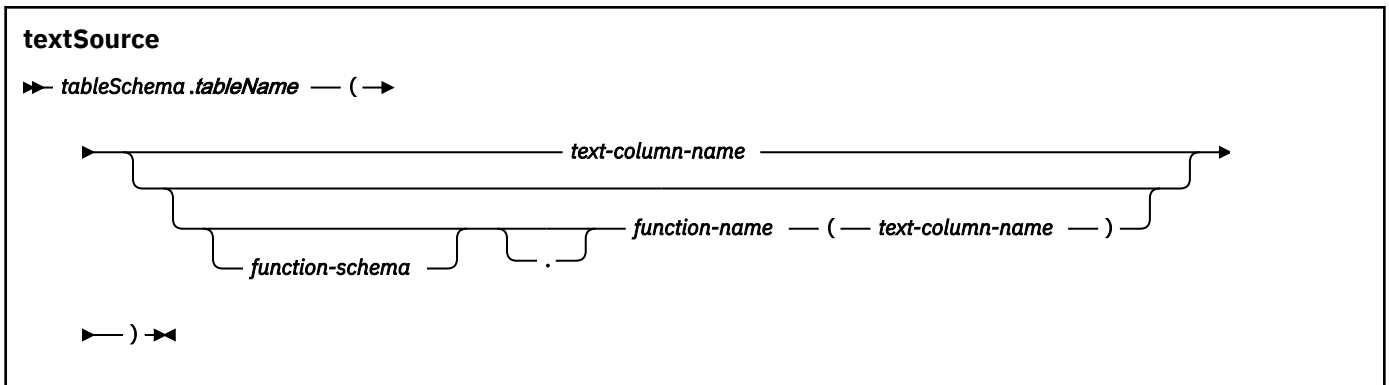 textSource
tableSchema .tableName (
text-column-name
function-name ( text-column-name )
function-schema .
)